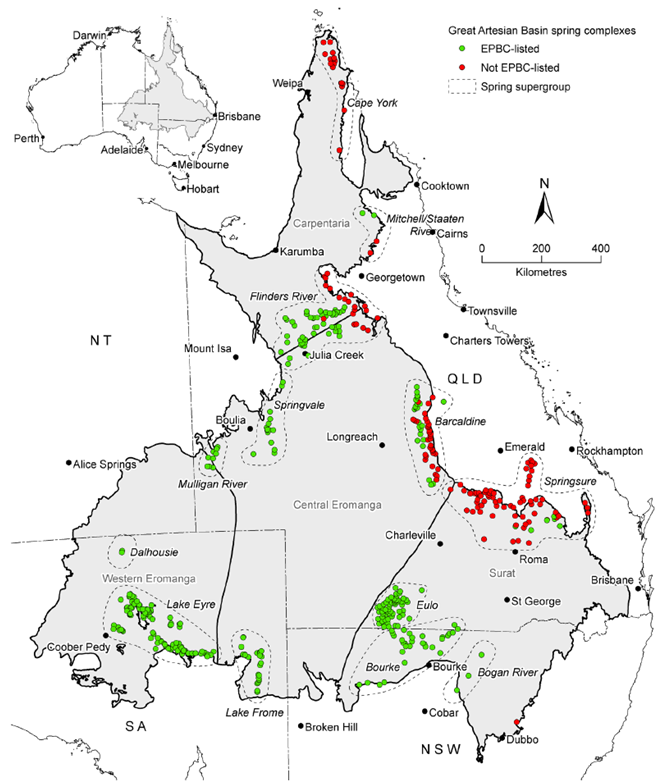 Great Artesian Basin spring complexes
EPBC-listed
Not EPBC-listed
Spring supergroup
Darwin
Brisbane
Perth
Adelaide
Sydney
Melbourne
Hobart
Weipa
Cape York
Cooktown
N
Carpentaria
Mitchell/Staaten
River
Cairns
Karumba
0 200 400
Kilometres
Georgetown
Flinders River
Townsville
NT
Mount Isa
Julia Creek
Charters Towers
QLD
Springvale
Boulia
Barcaldine
Longreach
Emerald
Rockhampton
Alice Springs
Mulligan River
Springsure
Central Eromanga
Charleville
Dalhousie
Roma
Western Eromanga
Surat
Brisbane
Lake Eyre
Eulo
St George
Coober Pedy
Bourke
Bourke
Bogan River
Lake Frome
Cobar
SA
Broken Hill
Dubbo
NSW